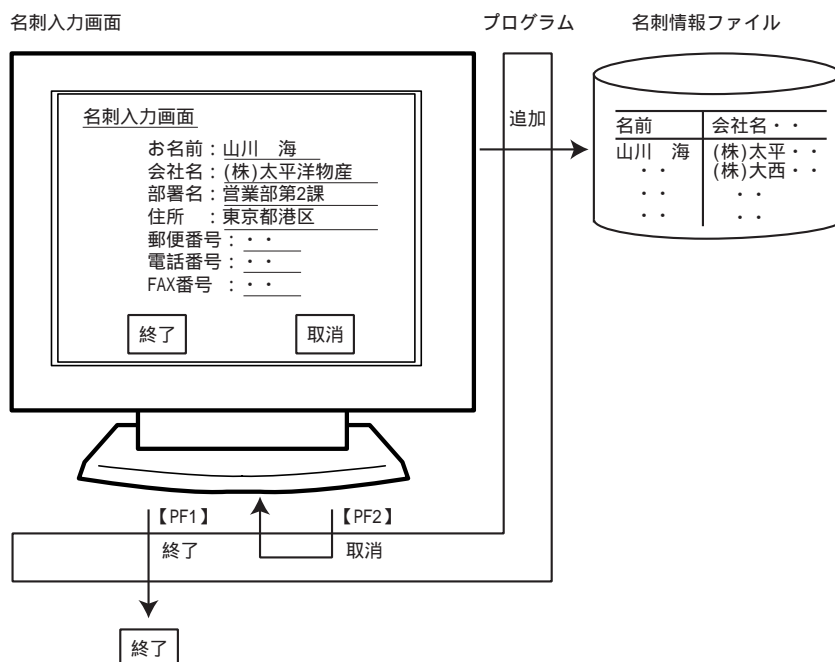 名刺入力画面
プログラム
名刺情報ファイル
名刺入力画面
お名前：山川　海
会社名：(株)太平洋物産
部署名：営業部第2課
住所　：東京都港区
郵便番号：・・
電話番号：・・
FAX番号　：・・
終了
取消
追加
名前　会社名・・
山川　海　(株)太平・・
・・　(株)大西・・
・・　・・
・・　・・
【PF1】
【PF2】
終了
取消
終了